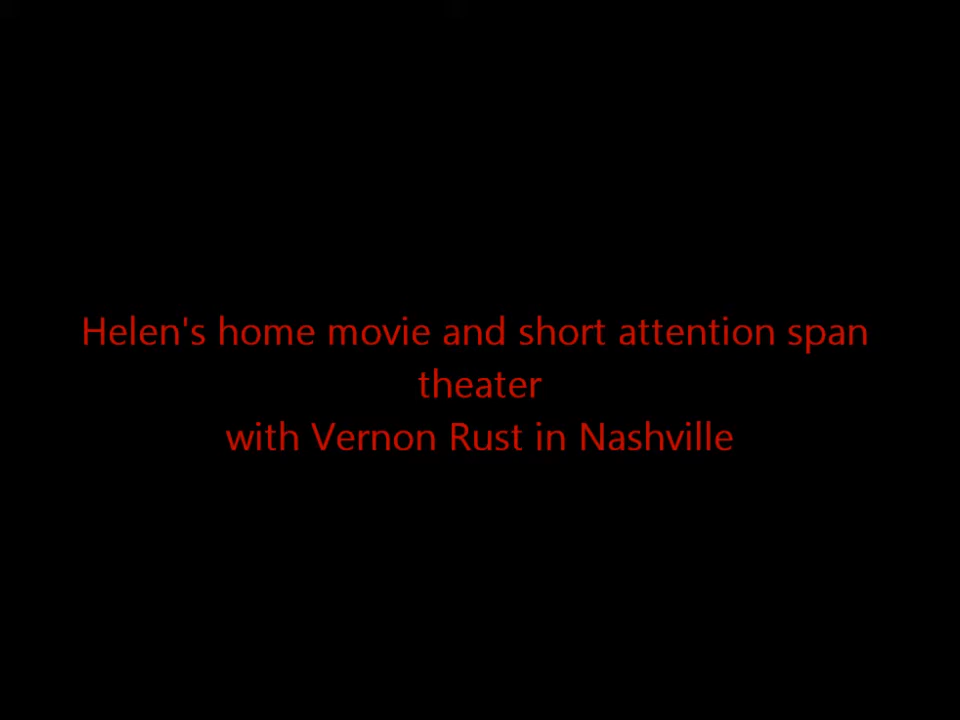 Helen's home movie and short attention span
theater
with Vernon Rust in Nashville